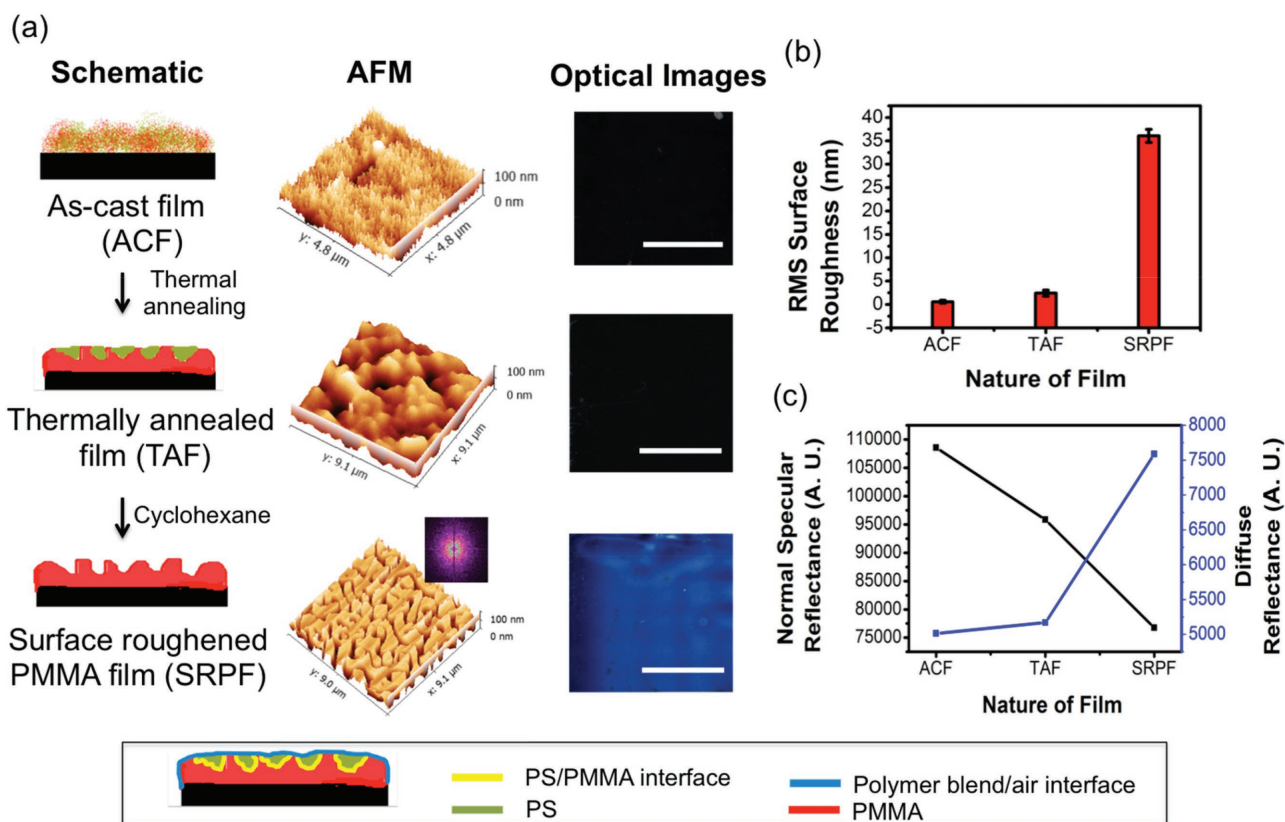 (a)
Schematic
AFM
Optical Images
As-cast film
(ACF)
Thermal
annealing
Thermally annealed
film (TAF)
Cyclohexane
Surface roughened
PMMA film (SRPF)
100 nm
0 nm
y: 4.8 µm
x: 4.8 µm
100 nm
0 nm
y: 9.1 µm
x: 9.1 µm
100 nm
0 nm
y: 9.0 µm
x: 9.1 µm
(b)
RMS Surface
Roughness (nm)
40
35
30
25
20
15
10
5
0
-5
ACF
TAF
SRPF
Nature of Film
(c)
Normal Specular
Reflectance (A. U.)
110000
105000
100000
95000
90000
85000
80000
75000
8000
7500
7000
6500
6000
5500
5000
Diffuse
Reflectance (A. U.)
ACF
TAF
SRPF
Nature of Film
PS/PMMA interface
PS
Polymer blend/air interface
PMMA